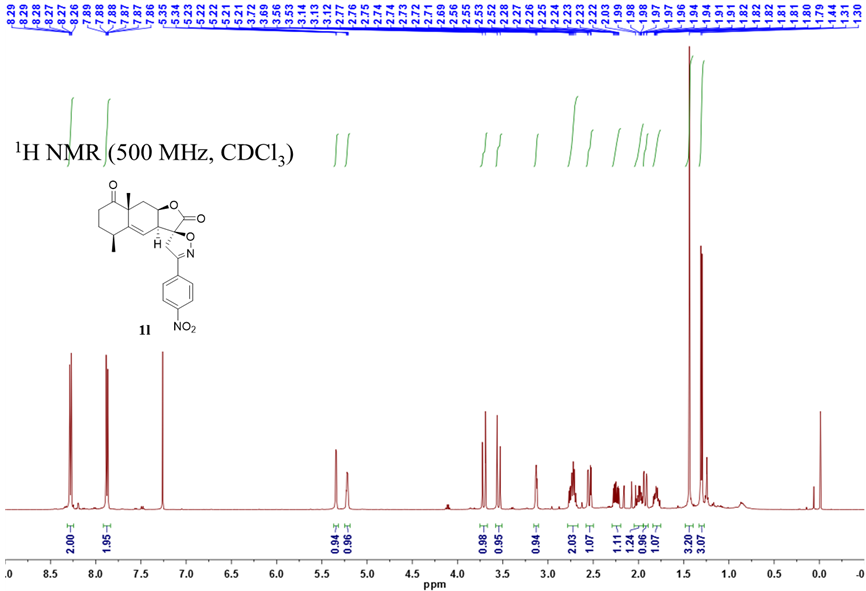 8.29 8.29 8.28 8.27 8.27 8.26 7.89 7.88 7.88 7.87 7.87 7.86 5.35 5.34 5.23 5.22 5.22 5.21 5.21 3.72 3.69 3.56 3.53 3.14 3.13 3.12 2.77 2.76 2.75 2.74 2.74 2.73 2.72 2.71 2.69 2.56 2.55 2.53 2.52 2.28 2.27 2.26 2.25 2.24 2.23 2.23 2.22 2.03 1.99 1.98 1.98 1.97 1.97 1.96 1.94 1.94 1.91 1.91 1.82 1.82 1.82 1.81 1.81 1.80 1.79 1.44 1.31 1.30
¹H NMR (500 MHz, CDCl₃)
O
O
O
H
O
N
NO₂
1l
2.00 1.95 0.94 0.96 0.98 0.95 0.94 2.03 1.07 1.11 1.24 0.96 1.07 3.20 3.07
.0 8.5 8.0 7.5 7.0 6.5 6.0 5.5 5.0 4.5 4.0 3.5 3.0 2.5 2.0 1.5 1.0 0.5 0.0 -0
ppm